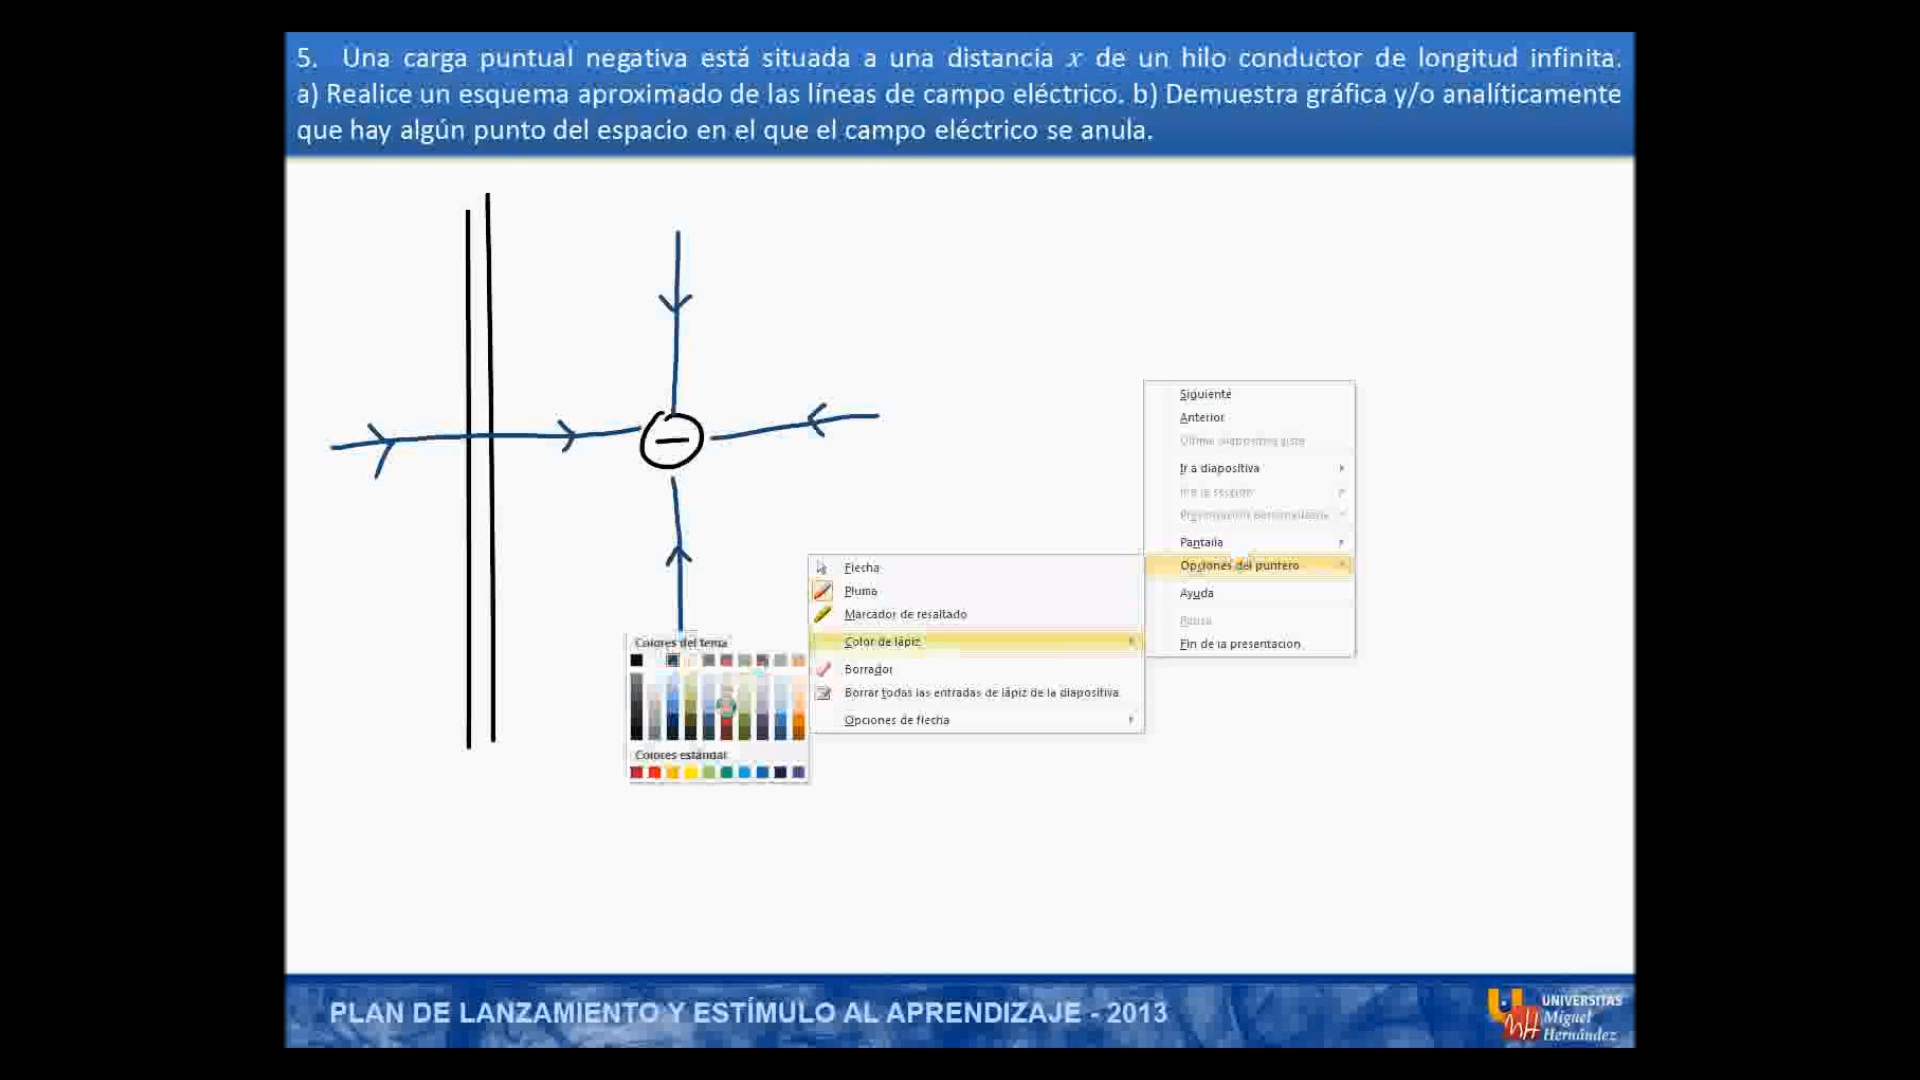 5. Una carga puntual negativa está situada a una distancia x de un hilo conductor de longitud infinita.
a) Realice un esquema aproximado de las líneas de campo eléctrico. b) Demuestra gráfica y/o analíticamente
que hay algún punto del espacio en el que el campo eléctrico se anula.
−
Siguiente
Anterior
Última diapositiva vista
Ir a diapositiva
Ir a la sección
Presentación personalizada
Pantalla
Opciones del puntero
Ayuda
Pausa
Fin de la presentación
Flecha
Pluma
Marcador de resaltado
Color de lápiz
Borrador
Borrar todas las entradas de lápiz de la diapositiva
Opciones de flecha
Colores del tema
Colores estándar
PLAN DE LANZAMIENTO Y ESTÍMULO AL APRENDIZAJE - 2013
UNIVERSITAS
Miguel
Hernández